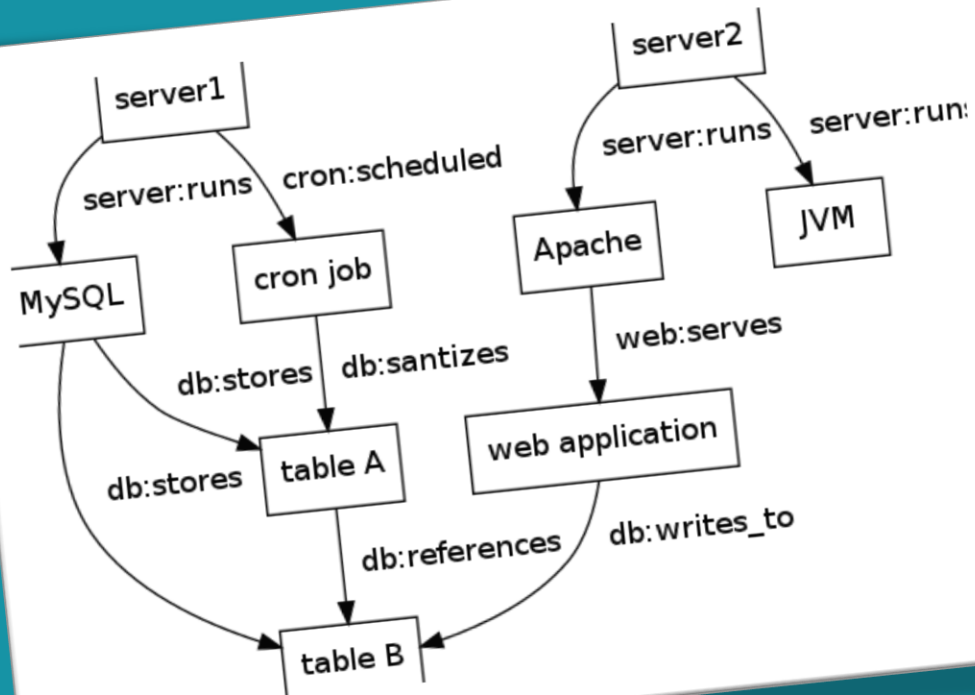 server1
server2
server:runs
cron:scheduled
server:runs
server:runs
MySQL
cron job
Apache
JVM
db:stores
db:santizes
web:serves
db:stores
table A
web application
db:references
db:writes_to
table B